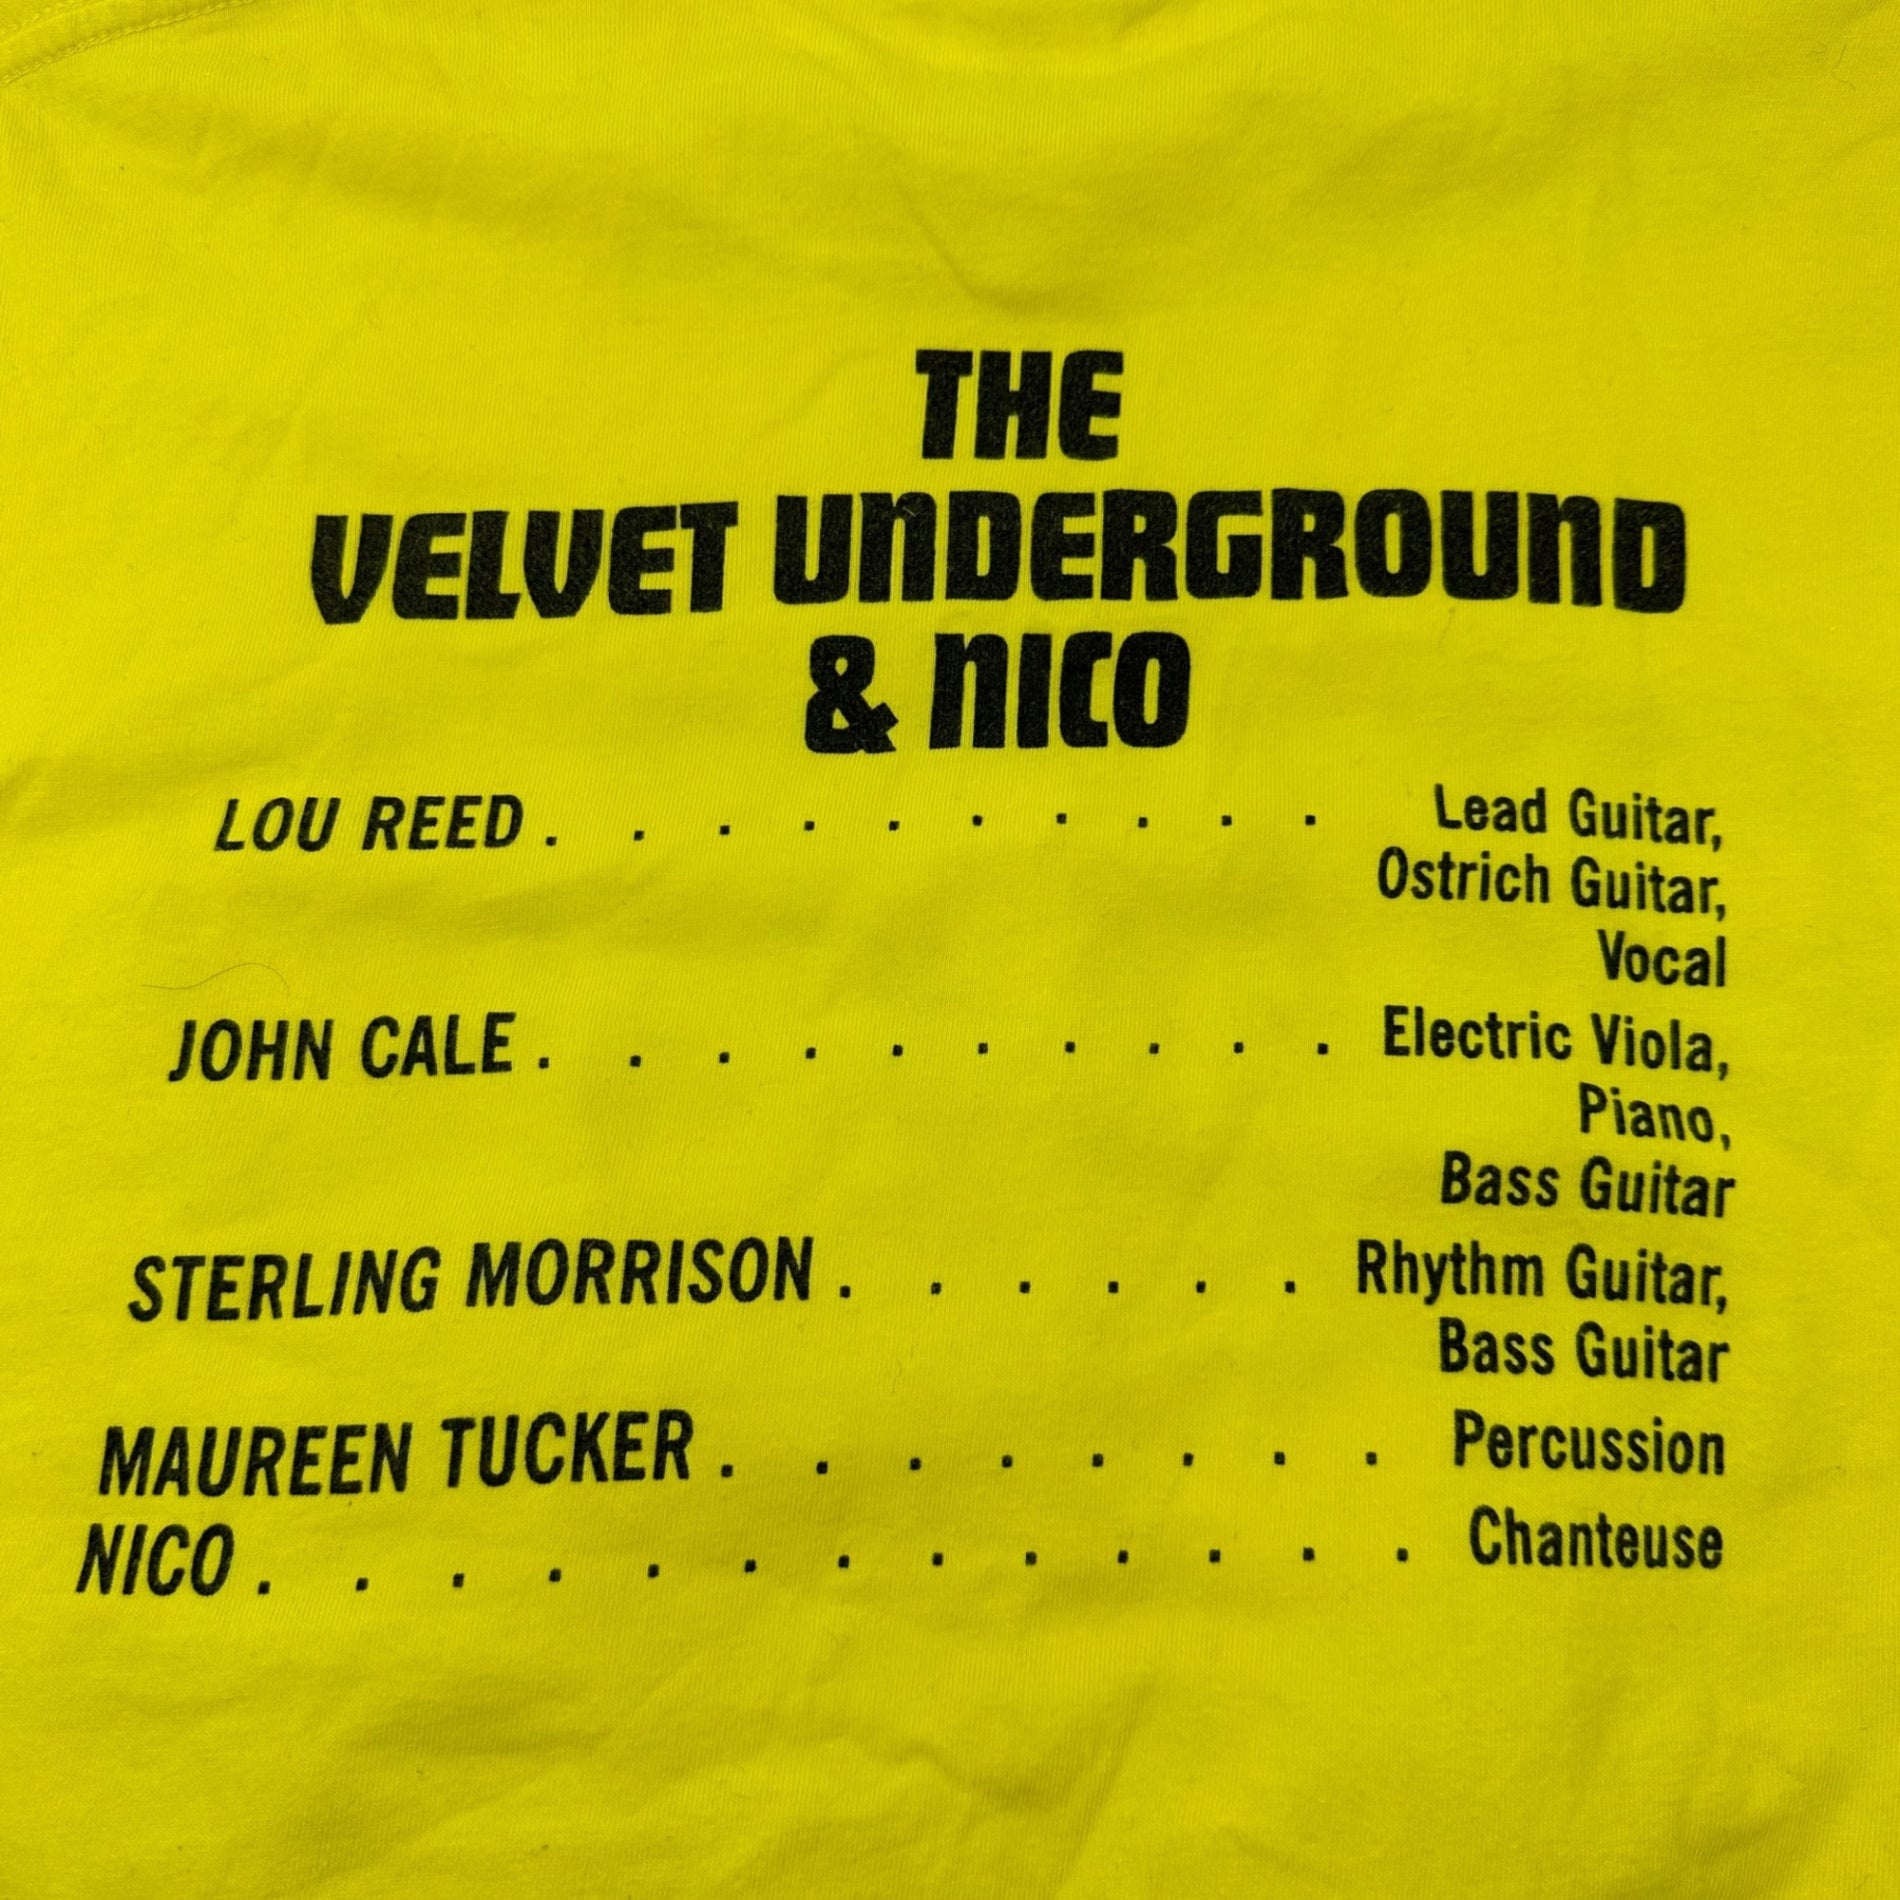 THE
VELVET UNDERGROUND
& NICO
LOU REED . . . . . . . . . . Lead Guitar,
Ostrich Guitar,
Vocal
JOHN CALE . . . . . . . . . . Electric Viola,
Piano,
Bass Guitar
STERLING MORRISON . . . . . . Rhythm Guitar,
Bass Guitar
MAUREEN TUCKER . . . . . . . . Percussion
NICO . . . . . . . . . . . . . Chanteuse